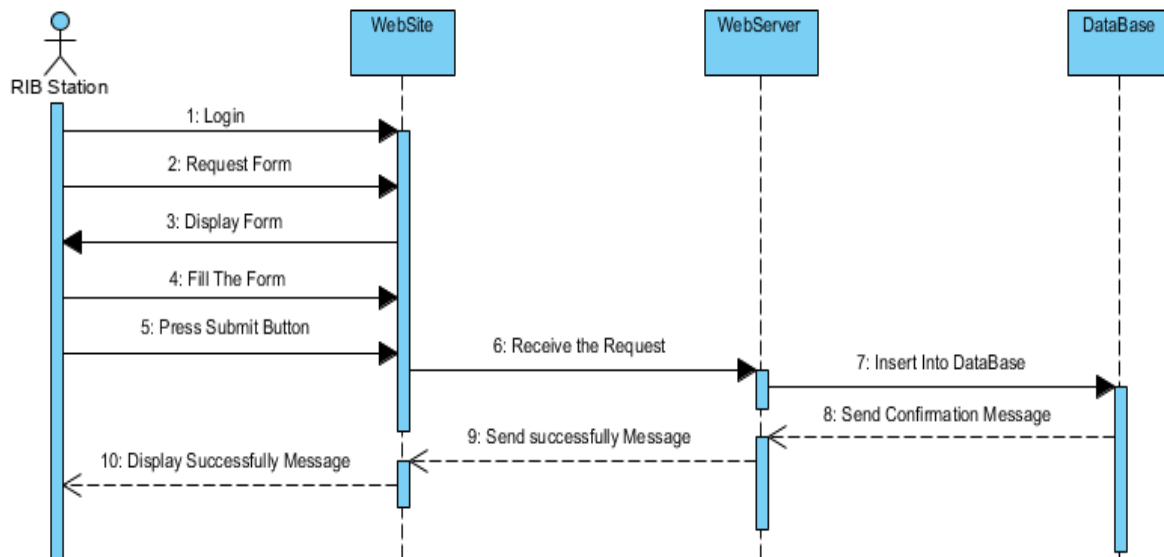 WebSite
WebServer
DataBase
RIB Station
1: Login
2: Request Form
3: Display Form
4: Fill The Form
5: Press Submit Button
6: Receive the Request
7: Insert Into DataBase
8: Send Confirmation Message
9: Send successfully Message
10: Display Successfully Message